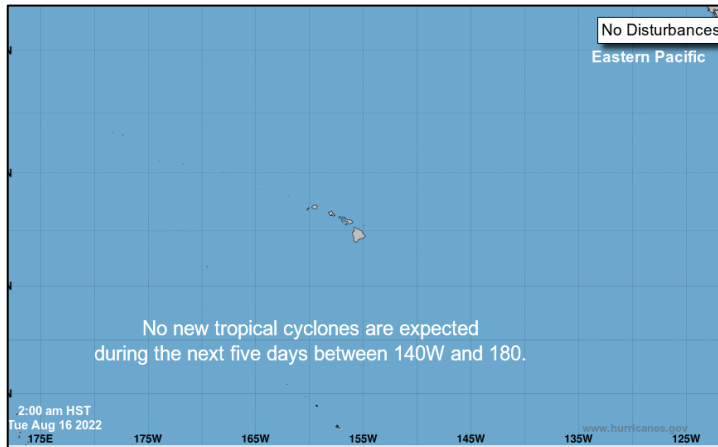 No Disturbances
Eastern Pacific
N
N
N
N
No new tropical cyclones are expected
during the next five days between 140W and 180.
2:00 am HST
Tue Aug 16 2022
www.hurricanes.gov
175E 175W 165W 155W 145W 135W 125W